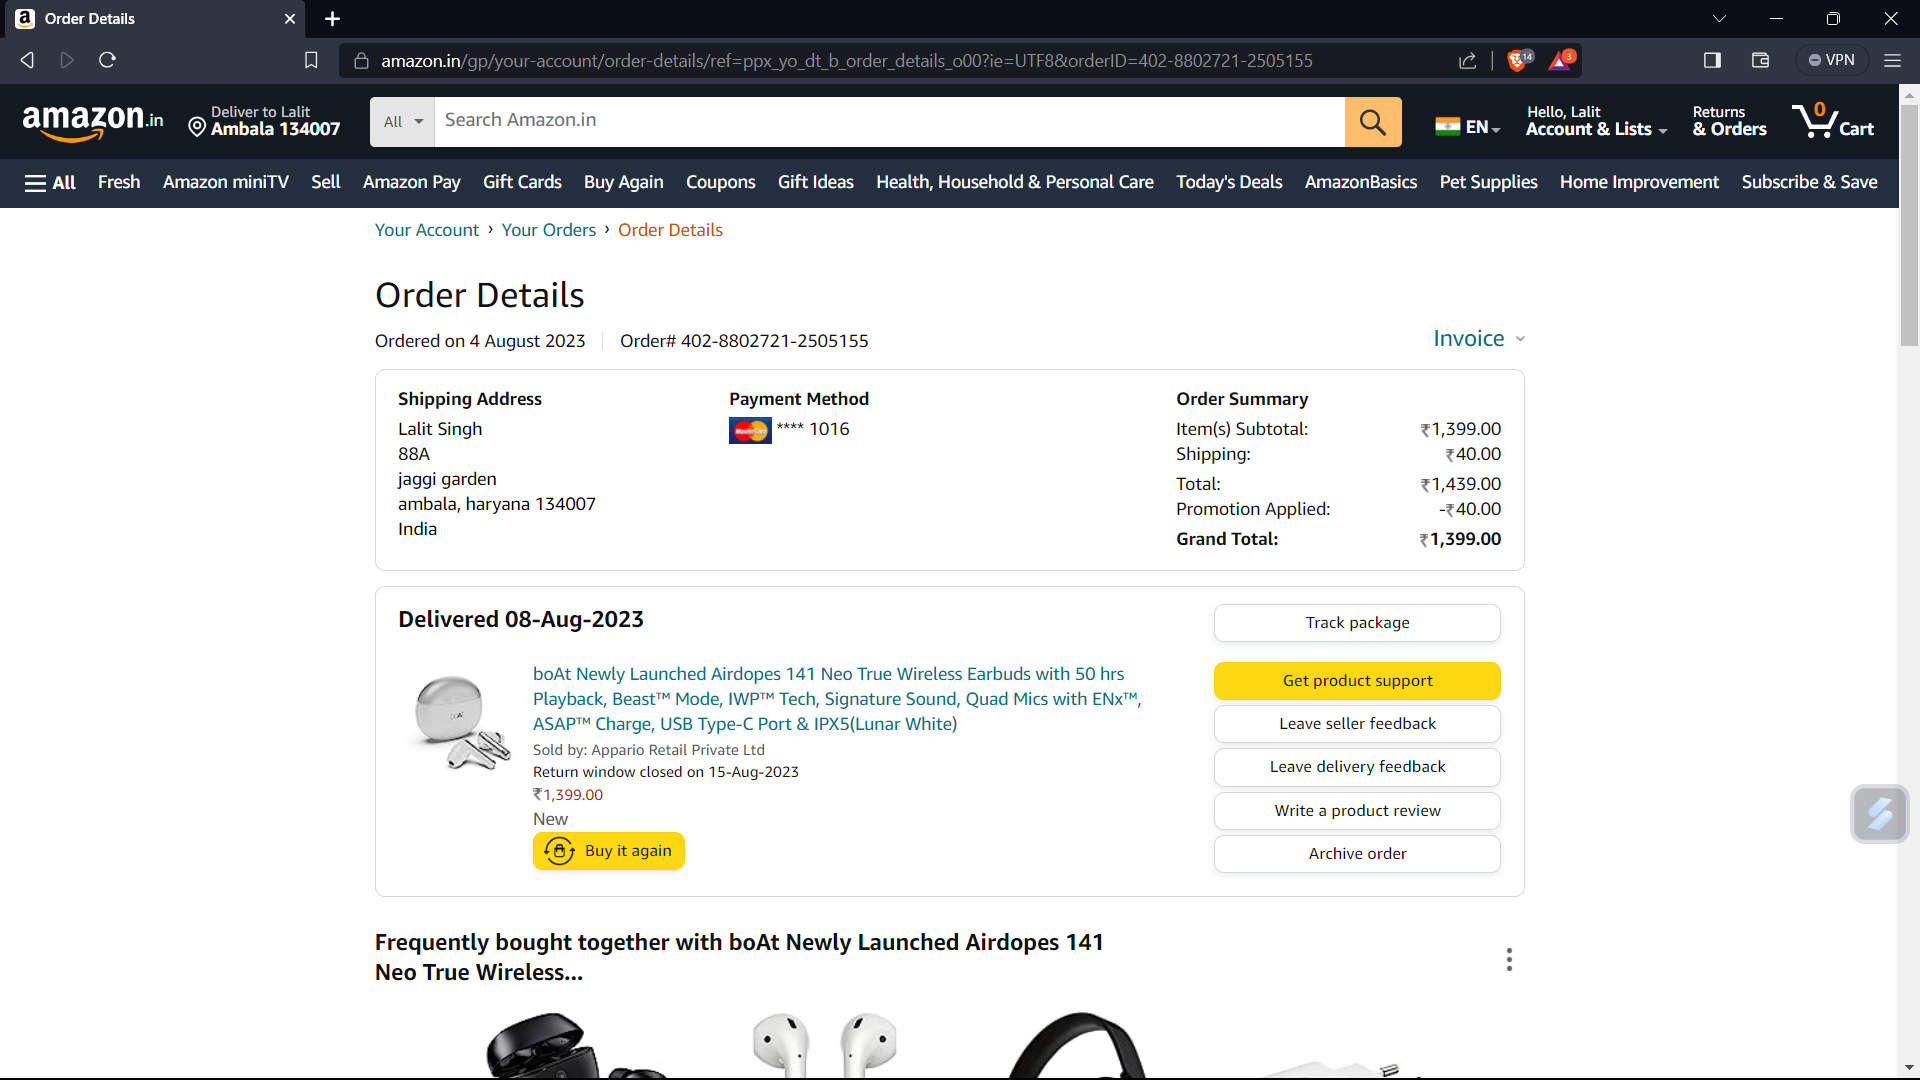 Order Details
amazon.in/gp/your-account/order-details/ref=ppx_yo_dt_b_order_details_o00?ie=UTF8&orderID=402-8802721-2505155
14
3
VPN
amazon.in
Deliver to Lalit
Ambala 134007
All
Search Amazon.in
EN
Hello, Lalit
Account & Lists
Returns
& Orders
0
Cart
All
Fresh
Amazon miniTV
Sell
Amazon Pay
Gift Cards
Buy Again
Coupons
Gift Ideas
Health, Household & Personal Care
Today's Deals
AmazonBasics
Pet Supplies
Home Improvement
Subscribe & Save
Your Account › Your Orders › Order Details
Order Details
Ordered on 4 August 2023
Order# 402-8802721-2505155
Invoice
Shipping Address
Lalit Singh
88A
jaggi garden
ambala, haryana 134007
India
Payment Method
MasterCard
**** 1016
Order Summary
Item(s) Subtotal: ₹1,399.00
Shipping: ₹40.00
Total: ₹1,439.00
Promotion Applied: -₹40.00
Grand Total: ₹1,399.00
Delivered 08-Aug-2023
boAt
boAt Newly Launched Airdopes 141 Neo True Wireless Earbuds with 50 hrs
Playback, Beast™ Mode, IWP™ Tech, Signature Sound, Quad Mics with ENx™,
ASAP™ Charge, USB Type-C Port & IPX5(Lunar White)
Sold by: Appario Retail Private Ltd
Return window closed on 15-Aug-2023
₹1,399.00
New
Buy it again
Track package
Get product support
Leave seller feedback
Leave delivery feedback
Write a product review
Archive order
Frequently bought together with boAt Newly Launched Airdopes 141
Neo True Wireless...